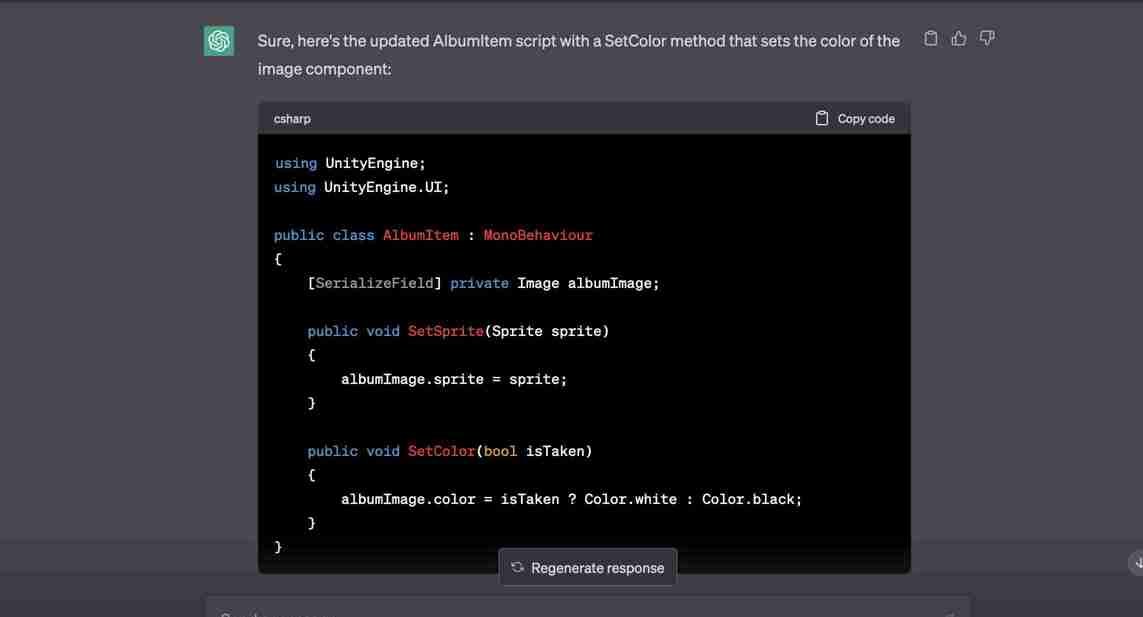 Sure, here's the updated AlbumItem script with a SetColor method that sets the color of the
image component:
csharp
Copy code
using UnityEngine;
using UnityEngine.UI;
public class AlbumItem : MonoBehaviour
{
[SerializeField] private Image albumImage;
public void SetSprite(Sprite sprite)
{
albumImage.sprite = sprite;
}
public void SetColor(bool isTaken)
{
albumImage.color = isTaken ? Color.white : Color.black;
}
}
Regenerate response